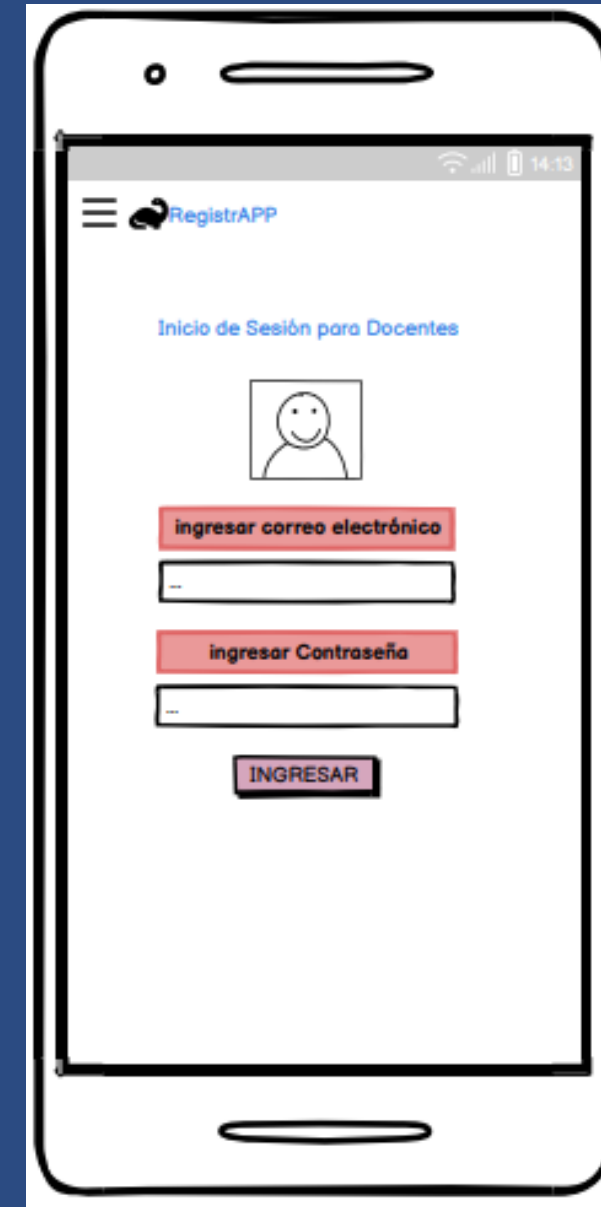 14:13
RegistrAPP
Inicio de Sesión para Docentes
ingresar correo electrónico
...
ingresar Contraseña
...
INGRESAR